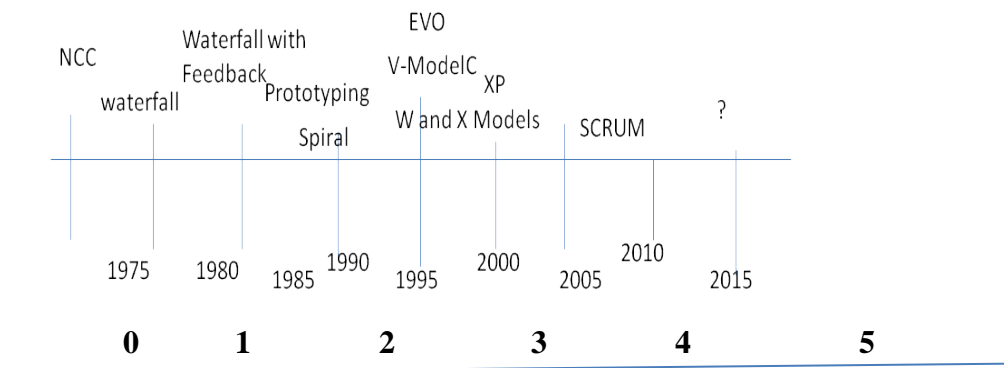 EVO
Waterfall with
Feedback
NCC
V-ModelC
XP
Prototyping
waterfall
W and X Models
?
SCRUM
Spiral
1975 1980 1985 1990 1995 2000 2005 2010 2015
0 1 2 3 4 5